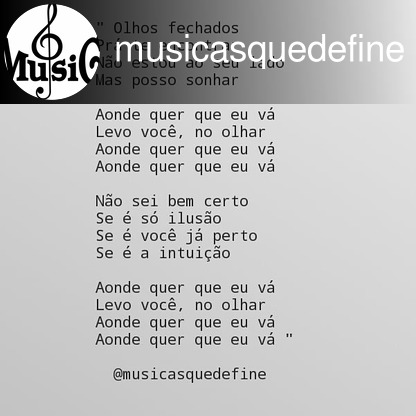 musicasquedefine
Music
" Olhos fechados
Não estou ao seu lado
Mas posso sonhar
Aonde quer que eu vá
Levo você, no olhar
Aonde quer que eu vá
Aonde quer que eu vá
Não sei bem certo
Se é só ilusão
Se é você já perto
Se é a intuição
Aonde quer que eu vá
Levo você, no olhar
Aonde quer que eu vá
Aonde quer que eu vá "
@musicasquedefine